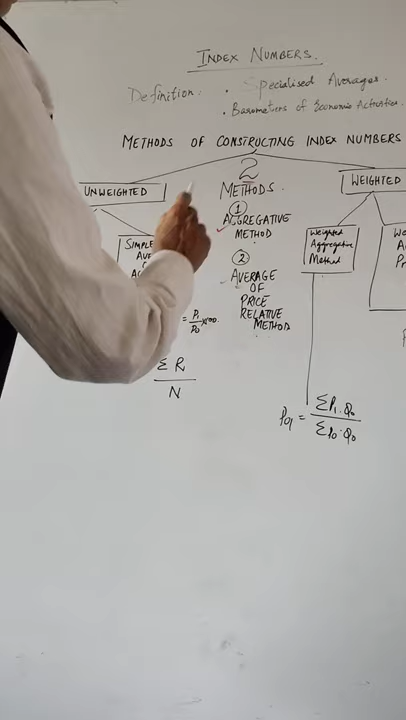 INDEX NUMBERS.
Definition: . Specialised Averages.
. Barometers of Economic Activities.
METHODS OF CONSTRUCTING INDEX NUMBERS
UNWEIGHTED
2
METHODS.
①
AGGREGATIVE
METHOD
②
AVERAGE
OF
PRICE
RELATIVE
METHOD
WEIGHTED
SIMPLE
= P₁/P₀ × 100.
Σ R
N
Weighted
Aggregative
Method
P₀₁ = ΣP₁·q₀ / ΣP₀·q₀